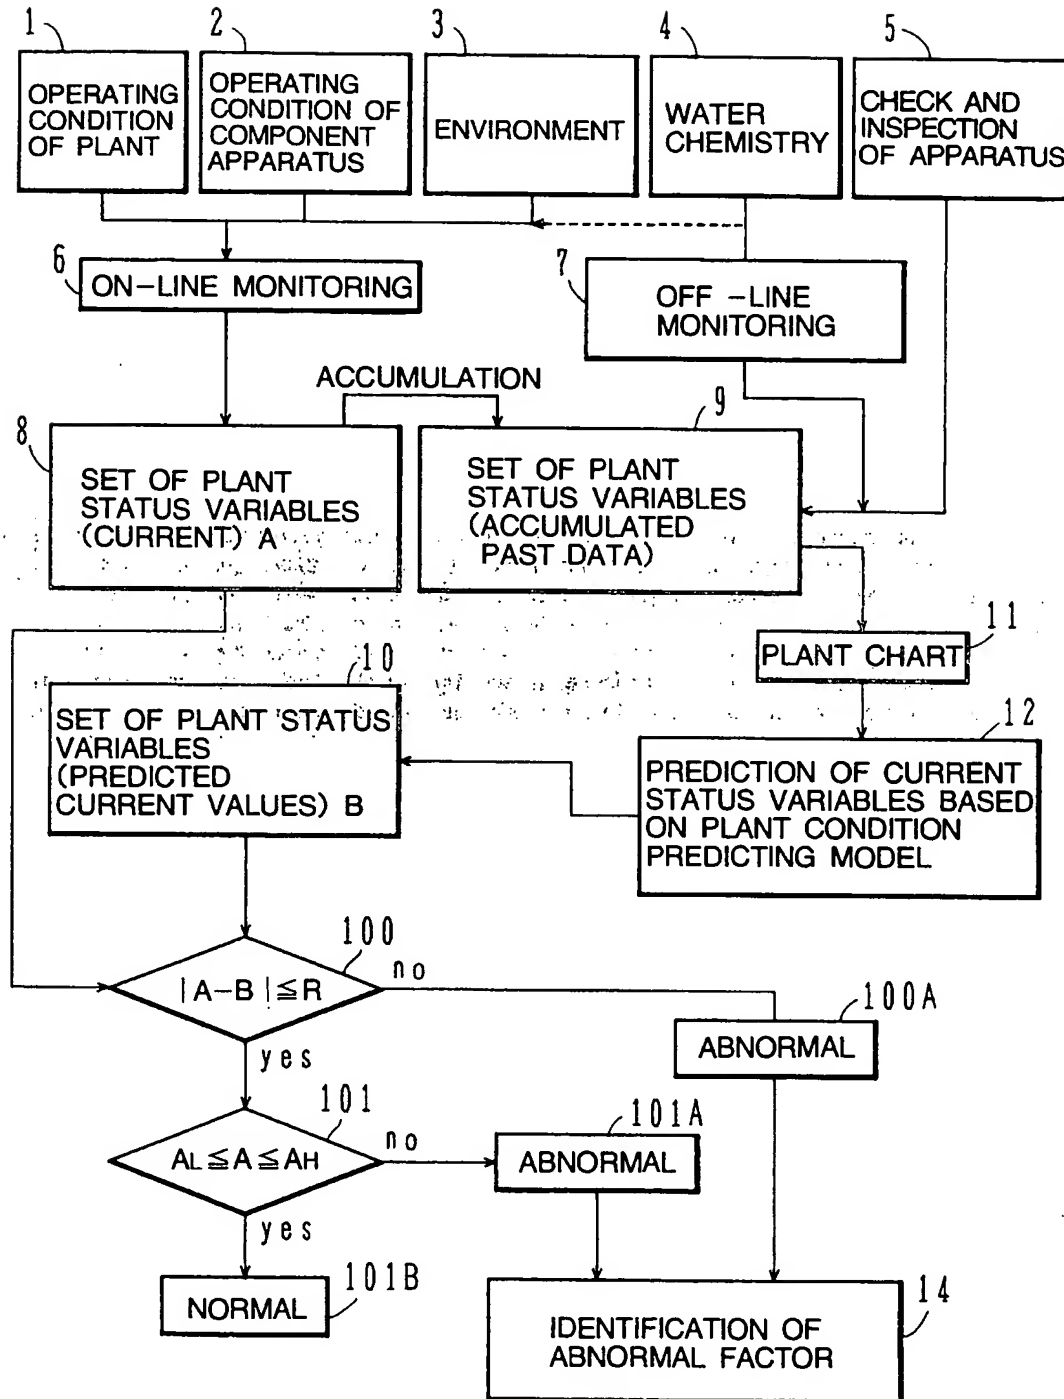 1
OPERATING
CONDITION
OF PLANT
2
OPERATING
CONDITION OF
COMPONENT
APPARATUS
3
ENVIRONMENT
4
WATER
CHEMISTRY
5
CHECK AND
INSPECTION
OF APPARATUS
6
ON-LINE MONITORING
7
OFF -LINE
MONITORING
ACCUMULATION
8
SET OF PLANT
STATUS VARIABLES
(CURRENT) A
9
SET OF PLANT
STATUS VARIABLES
(ACCUMULATED
PAST DATA)
11
PLANT CHART
10
SET OF PLANT STATUS
VARIABLES
(PREDICTED
CURRENT VALUES) B
12
PREDICTION OF CURRENT
STATUS VARIABLES BASED
ON PLANT CONDITION
PREDICTING MODEL
100
|A-B|≦R
no
yes
100A
ABNORMAL
101
AL≦A≦AH
no
yes
101A
ABNORMAL
101B
NORMAL
14
IDENTIFICATION OF
ABNORMAL FACTOR